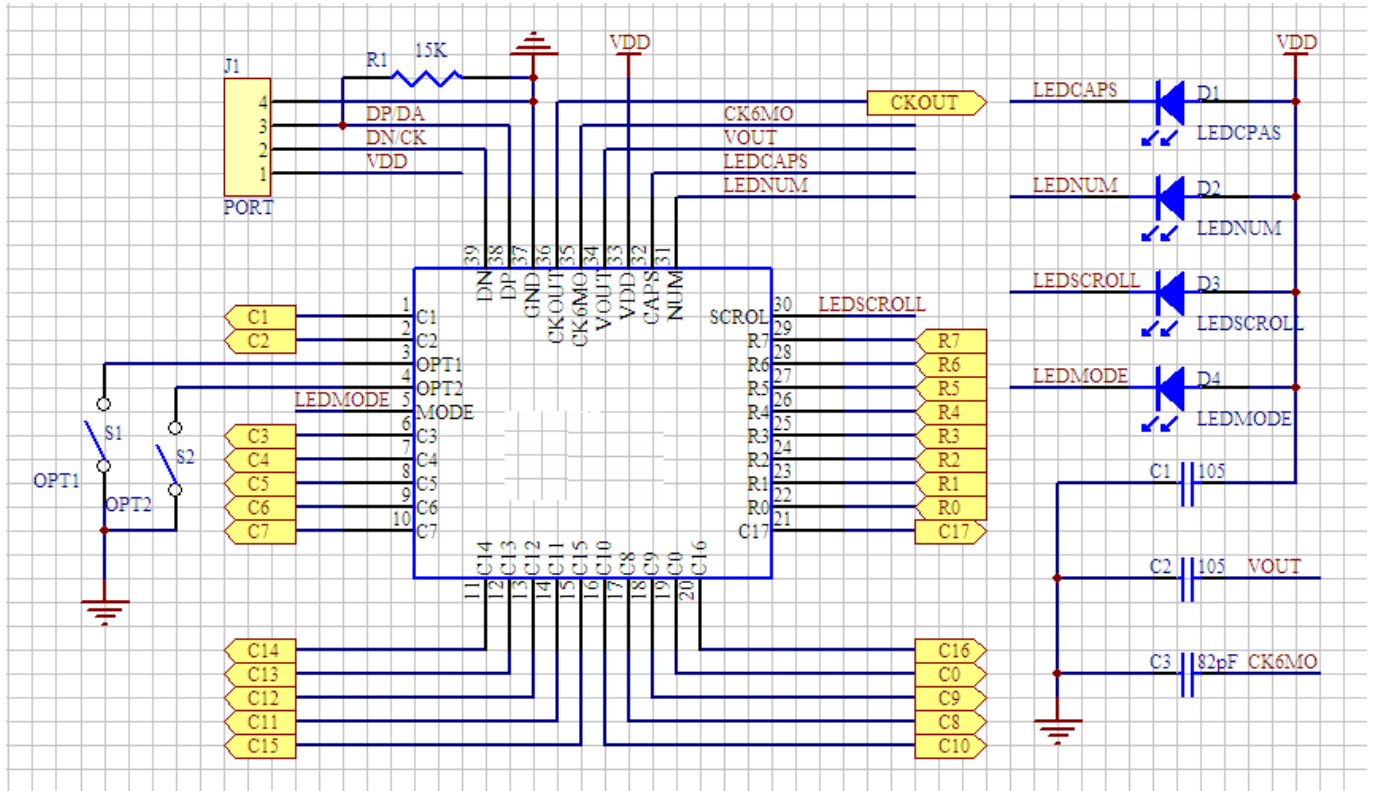 J1
R1 15K
VDD
VDD
4
3 DP/DA
2 DN/CK
1 VDD
PORT
CKOUT
CK6MO
VOUT
LEDCAPS
LEDNUM
LEDCAPS D1
LEDCPAS
LEDNUM D2
LEDNUM
LEDSCROLL D3
LEDSCROLL
LEDMODE D4
LEDMODE
39 38 37 36 35 34 33 32 31
DN DP GND CKOUT CK6MO VOUT VDD CAPS NUM
C1 1 C1
C2 2 C2
3 OPT1
4 OPT2
LEDMODE 5 MODE
C3 6 C3
C4 7 C4
C5 8 C5
C6 9 C6
C7 10 C7
S1
OPT1
S2
OPT2
SCROL 30 LEDSCROLL
R7 29 R7
R6 28 R6
R5 27 R5
R4 26 R4
R3 25 R3
R2 24 R2
R1 23 R1
R0 22 R0
C17 21 C17
C14 C13 C12 C11 C15 C10 C8 C9 C0 C16
11 12 13 14 15 16 17 18 19 20
C14
C13
C12
C11
C15
C16
C0
C9
C8
C10
C1 105
C2 105 VOUT
C3 82pF CK6MO